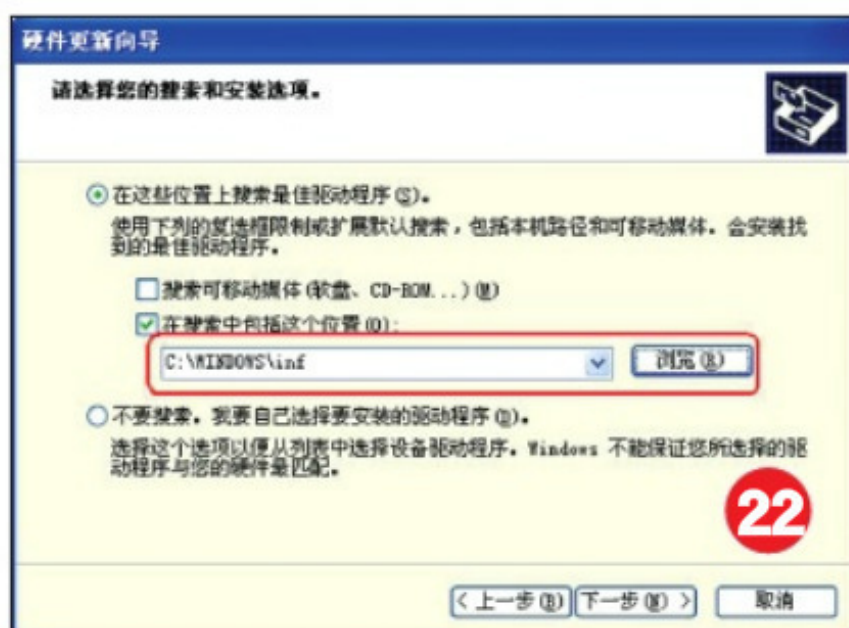 硬件更新向导
请选择您的搜索和安装选项。
在这些位置上搜索最佳驱动程序(S)。
使用下列的复选框限制或扩展默认搜索，包括本机路径和可移动媒体。会安装找
到的最佳驱动程序。
搜索可移动媒体(软盘、CD-ROM...)(M)
在搜索中包括这个位置(O):
C:\WINDOWS\inf
浏览(R)
不要搜索。我要自己选择要安装的驱动程序(D)。
选择这个选项以便从列表中选择设备驱动程序。Windows 不能保证您所选择的驱
动程序与您的硬件最匹配。
22
< 上一步(B) 下一步(N) > 取消